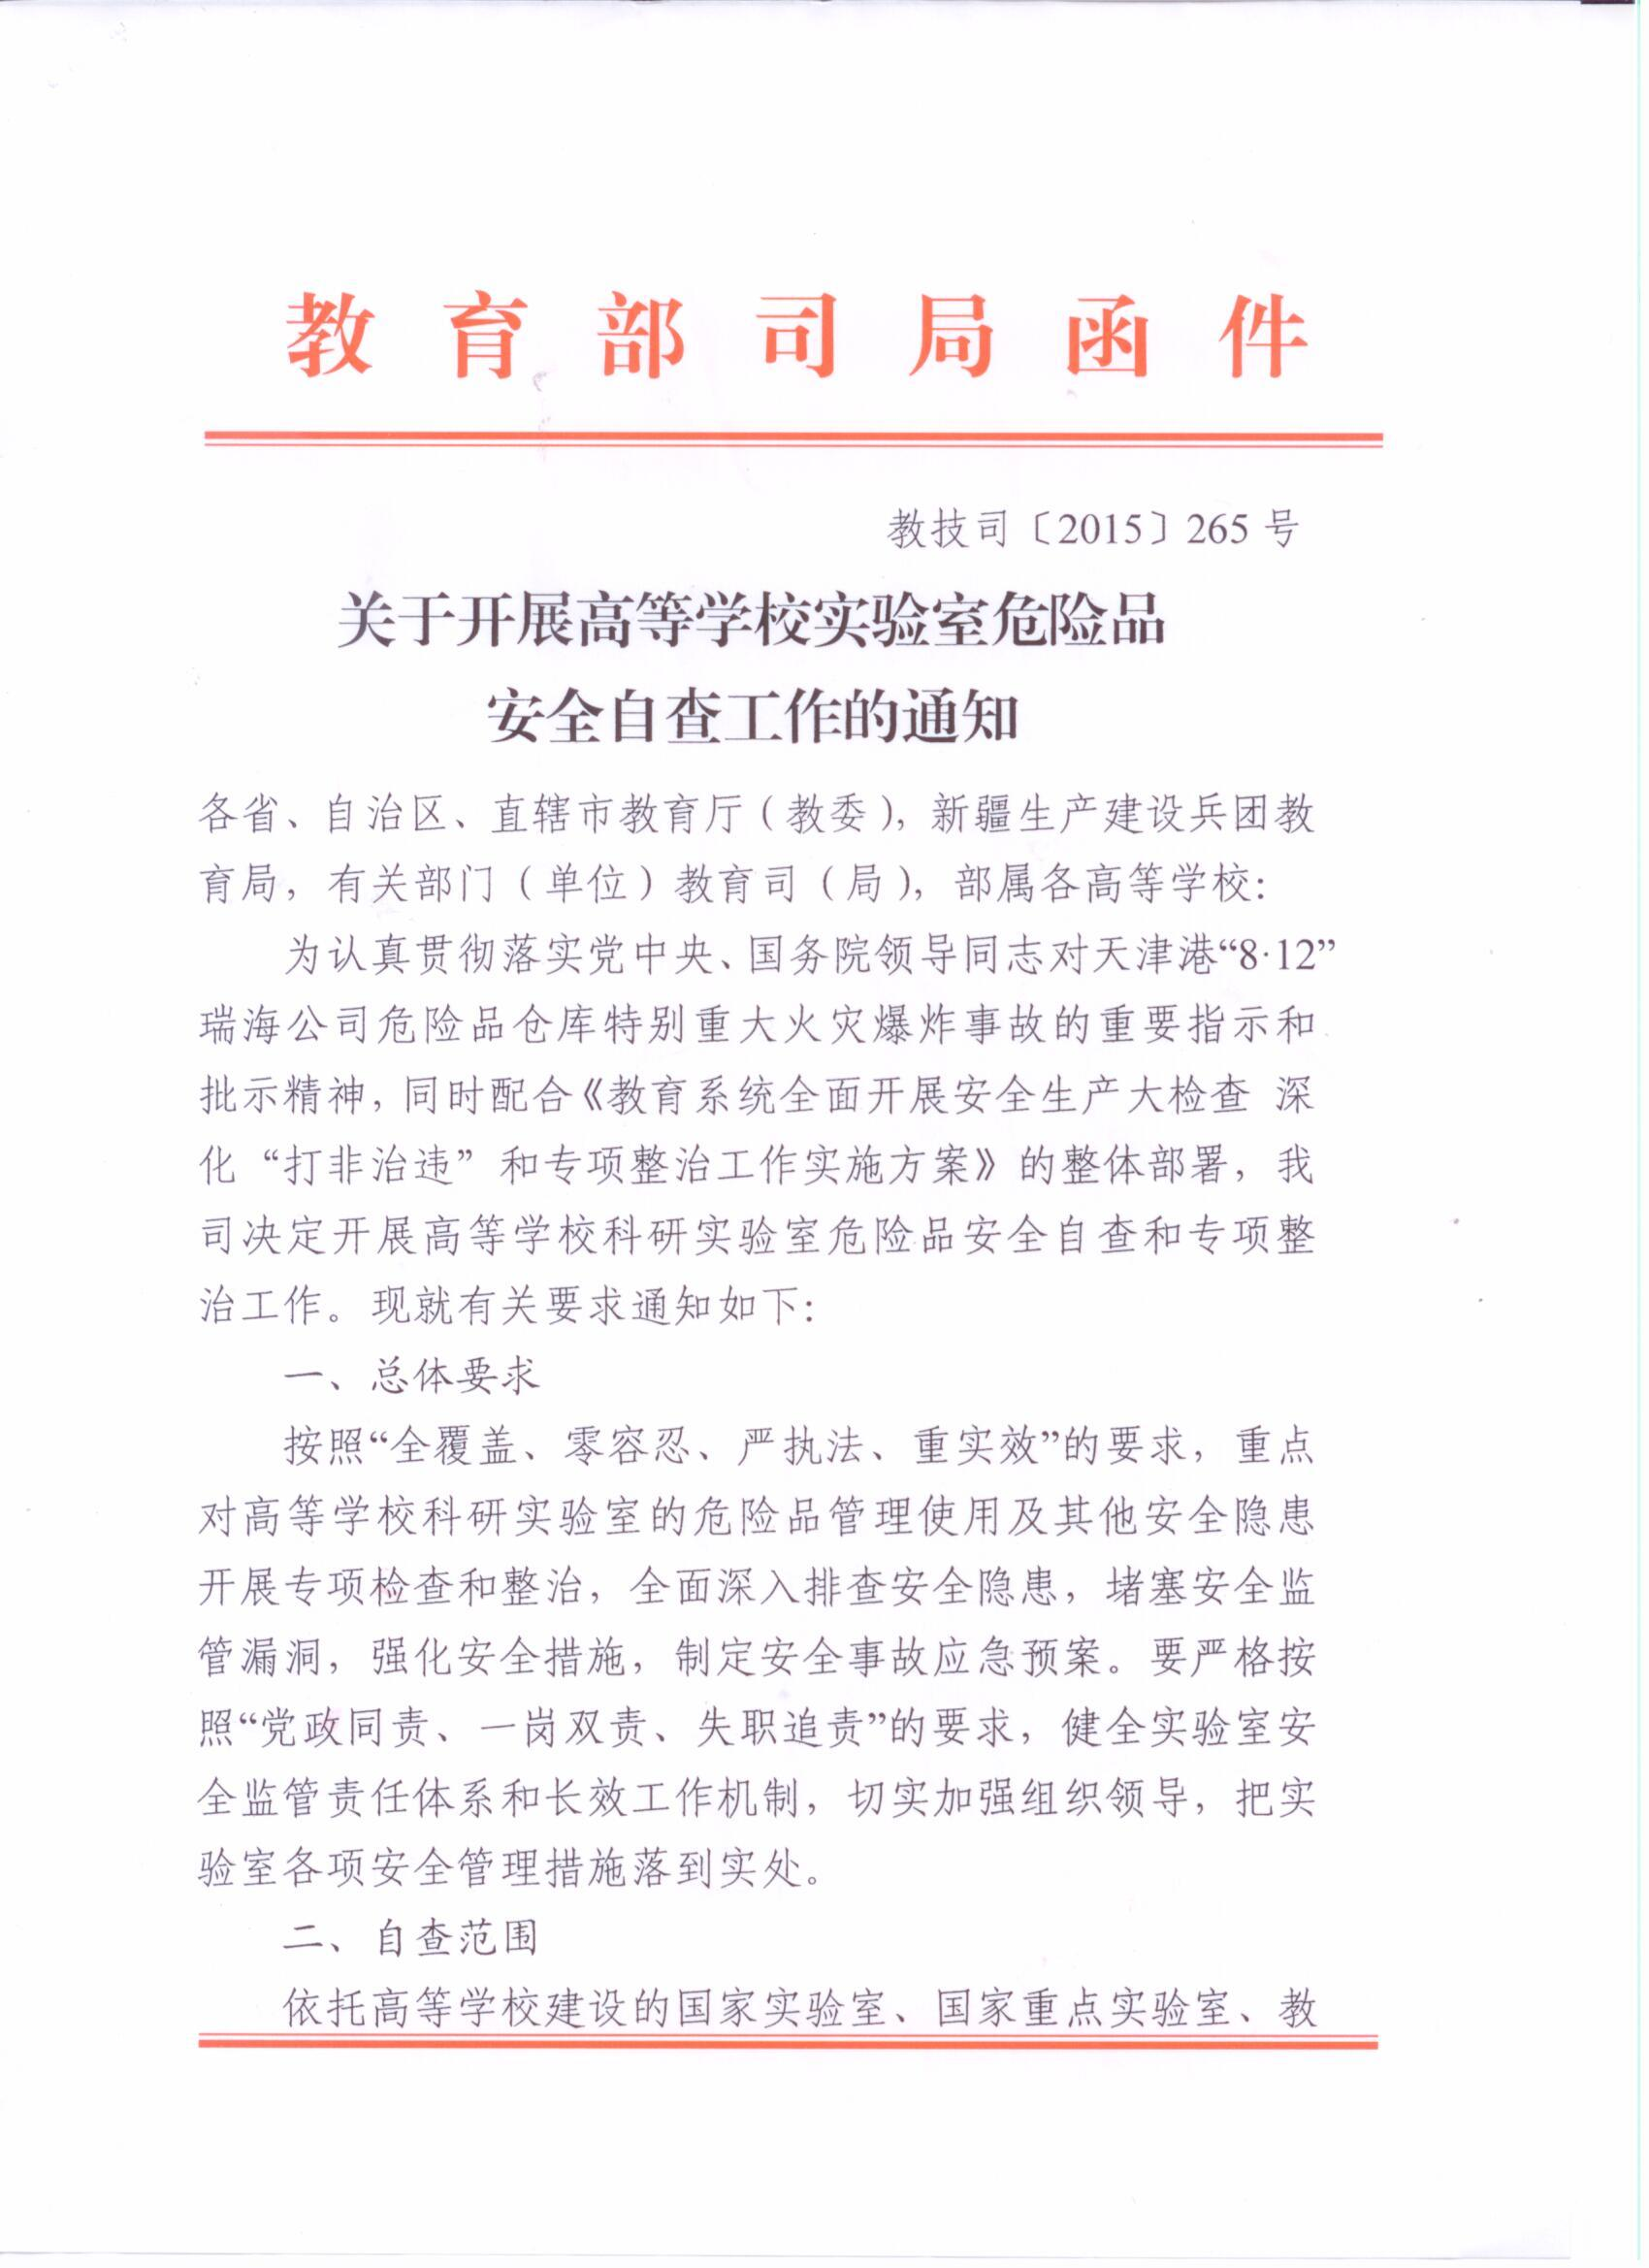 教育部司局函件
教技司〔2015〕265号
关于开展高等学校实验室危险品
安全自查工作的通知
各省、自治区、直辖市教育厅（教委），新疆生产建设兵团教
育局，有关部门（单位）教育司（局），部属各高等学校：
为认真贯彻落实党中央、国务院领导同志对天津港“8·12”
瑞海公司危险品仓库特别重大火灾爆炸事故的重要指示和
批示精神，同时配合《教育系统全面开展安全生产大检查 深
化“打非治违”和专项整治工作实施方案》的整体部署，我
司决定开展高等学校科研实验室危险品安全自查和专项整
治工作。现就有关要求通知如下：
一、总体要求
按照“全覆盖、零容忍、严执法、重实效”的要求，重点
对高等学校科研实验室的危险品管理使用及其他安全隐患
开展专项检查和整治，全面深入排查安全隐患，堵塞安全监
管漏洞，强化安全措施，制定安全事故应急预案。要严格按
照“党政同责、一岗双责、失职追责”的要求，健全实验室安
全监管责任体系和长效工作机制，切实加强组织领导，把实
验室各项安全管理措施落到实处。
二、自查范围
依托高等学校建设的国家实验室、国家重点实验室、教